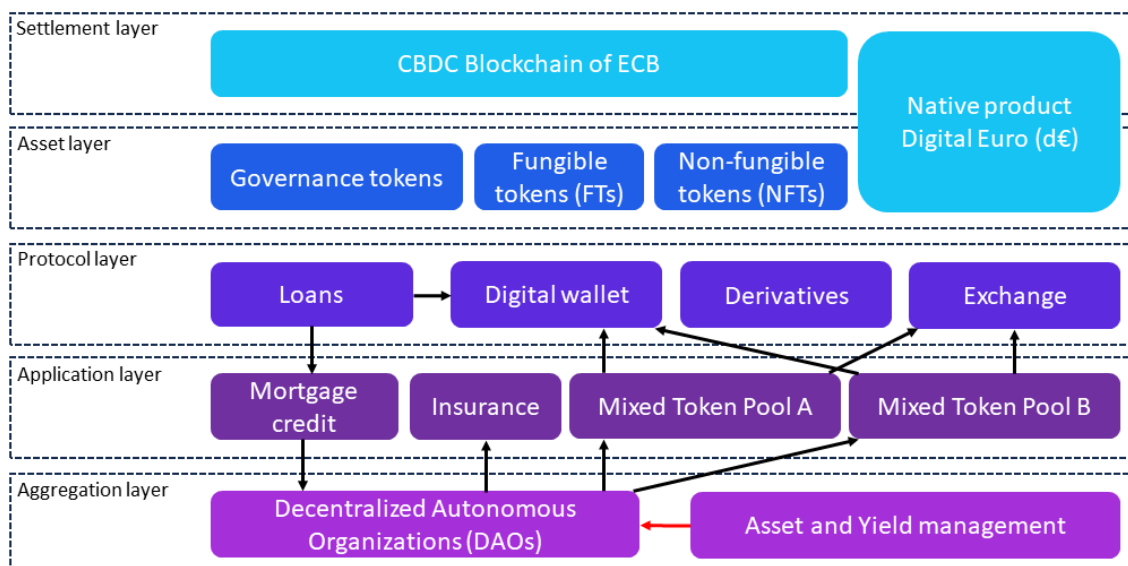 Settlement layer
CBDC Blockchain of ECB
Native product
Digital Euro (d€)
Asset layer
Governance tokens
Fungible
tokens (FTs)
Non-fungible
tokens (NFTs)
Protocol layer
Loans
Digital wallet
Derivatives
Exchange
Application layer
Mortgage
credit
Insurance
Mixed Token Pool A
Mixed Token Pool B
Aggregation layer
Decentralized Autonomous
Organizations (DAOs)
Asset and Yield management